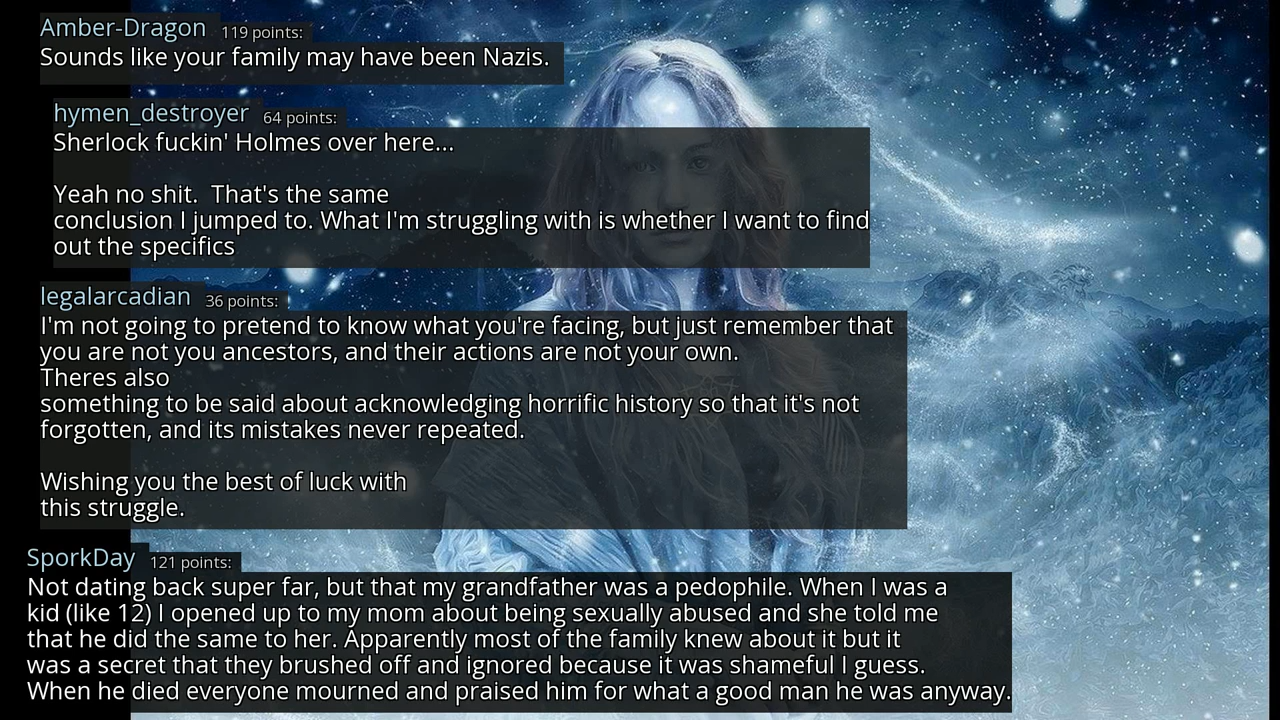 Amber-Dragon 119 points:
Sounds like your family may have been Nazis.
hymen_destroyer 64 points:
Sherlock fuckin' Holmes over here...
Yeah no shit.  That's the same
conclusion I jumped to. What I'm struggling with is whether I want to find
out the specifics
legalarcadian 36 points:
I'm not going to pretend to know what you're facing, but just remember that
you are not you ancestors, and their actions are not your own.
Theres also
something to be said about acknowledging horrific history so that it's not
forgotten, and its mistakes never repeated.
Wishing you the best of luck with
this struggle.
SporkDay 121 points:
Not dating back super far, but that my grandfather was a pedophile. When I was a
kid (like 12) I opened up to my mom about being sexually abused and she told me
that he did the same to her. Apparently most of the family knew about it but it
was a secret that they brushed off and ignored because it was shameful I guess.
When he died everyone mourned and praised him for what a good man he was anyway.